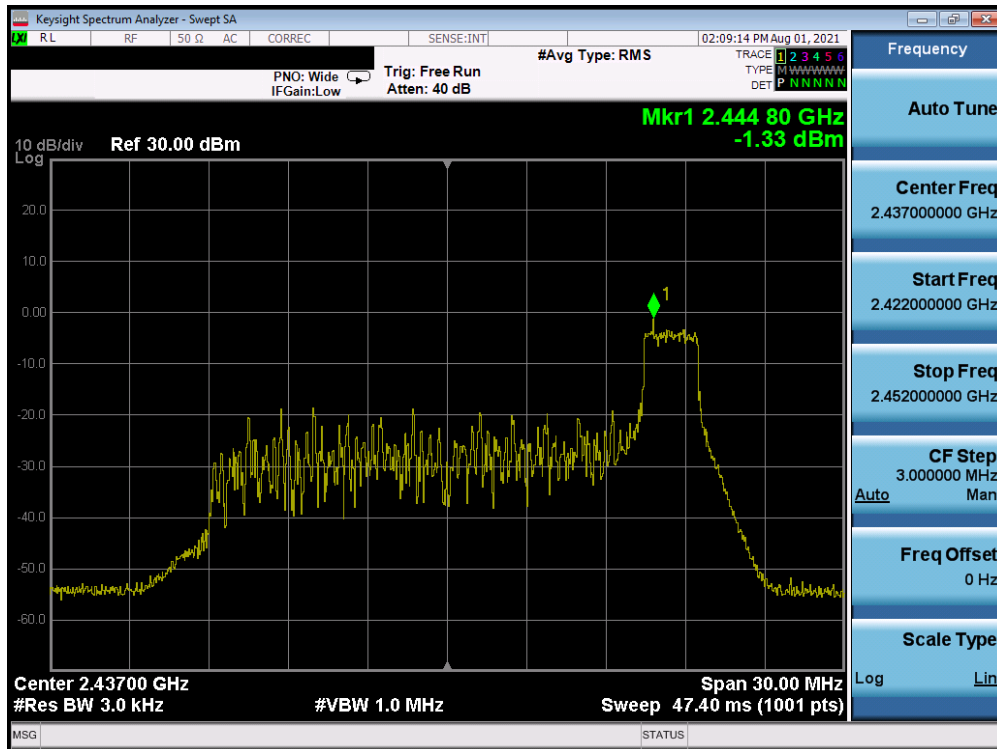 LXI Keysight Spectrum Analyzer - Swept SA
RL RF 50 Ω AC CORREC SENSE:INT 02:09:14 PM Aug 01, 2021
PNO: Wide
IFGain:Low
Trig: Free Run
Atten: 40 dB
#Avg Type: RMS
TRACE 1 2 3 4 5 6
TYPE M WWWWW
DET P N N N N N
Mkr1 2.444 80 GHz
-1.33 dBm
10 dB/div
Log
Ref 30.00 dBm
20.0
10.0
0.00
-10.0
-20.0
-30.0
-40.0
-50.0
-60.0
1
Center 2.43700 GHz
Span 30.00 MHz
#Res BW 3.0 kHz
#VBW 1.0 MHz
Sweep 47.40 ms (1001 pts)
MSG
STATUS
Frequency
Auto Tune
Center Freq
2.437000000 GHz
Start Freq
2.422000000 GHz
Stop Freq
2.452000000 GHz
CF Step
3.000000 MHz
Auto Man
Freq Offset
0 Hz
Scale Type
Log Lin